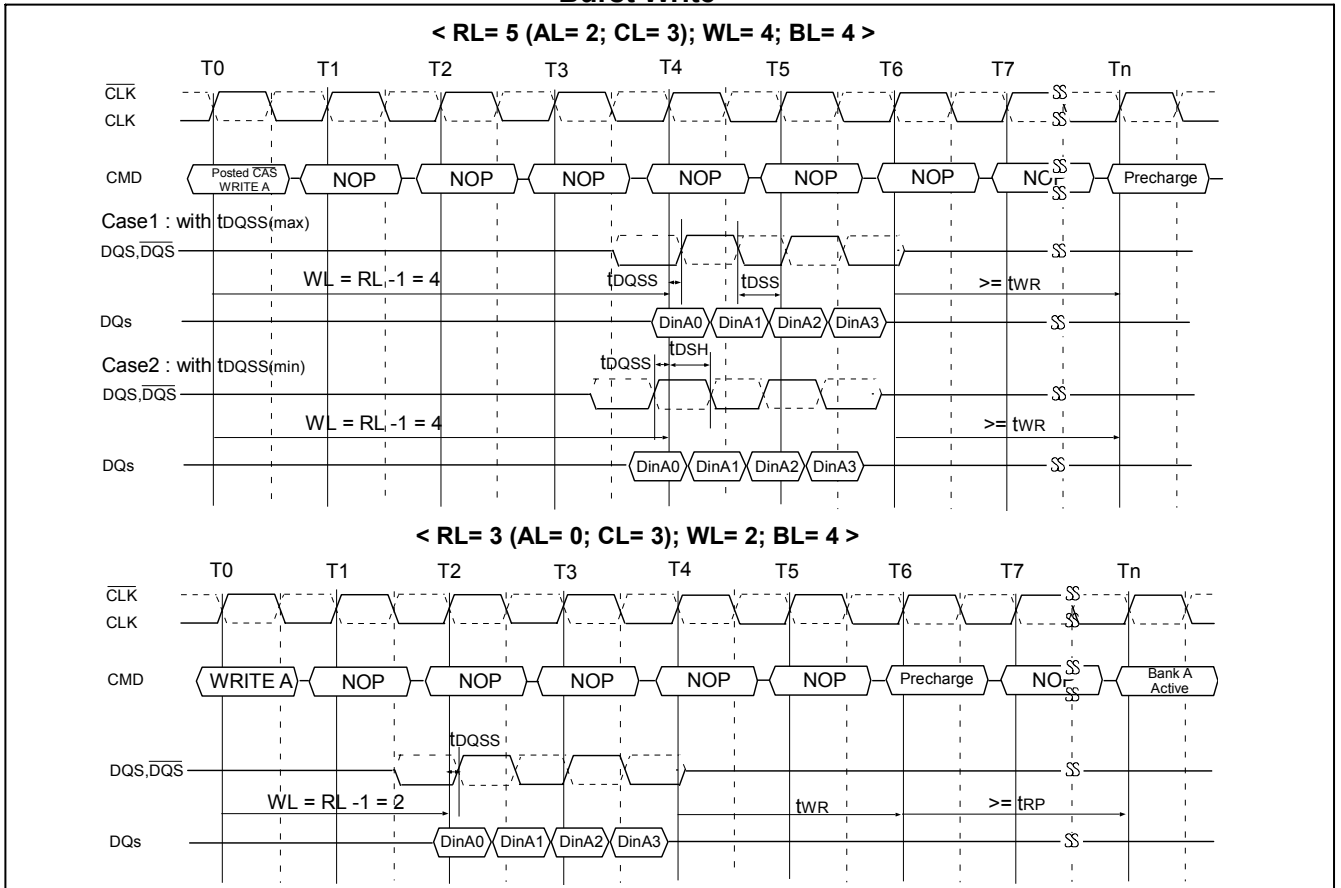 Burst Write
< RL= 5 (AL= 2; CL= 3); WL= 4; BL= 4 >
T0 T1 T2 T3 T4 T5 T6 T7 Tn
CLK
CLK
CMD Posted CAS WRITE A NOP NOP NOP NOP NOP NOP NOP Precharge
Case1 : with tDQSS(max)
DQS,DQS
WL = RL -1 = 4 tDQSS tDSS >= tWR
DQs DinA0 DinA1 DinA2 DinA3
Case2 : with tDQSS(min) tDQSS tDSH
DQS,DQS
WL = RL -1 = 4 >= tWR
DQs DinA0 DinA1 DinA2 DinA3
< RL= 3 (AL= 0; CL= 3); WL= 2; BL= 4 >
T0 T1 T2 T3 T4 T5 T6 T7 Tn
CLK
CLK
CMD WRITE A NOP NOP NOP NOP NOP Precharge NOP Bank A Active
tDQSS
DQS,DQS
WL = RL -1 = 2 tWR >= tRP
DQs DinA0 DinA1 DinA2 DinA3